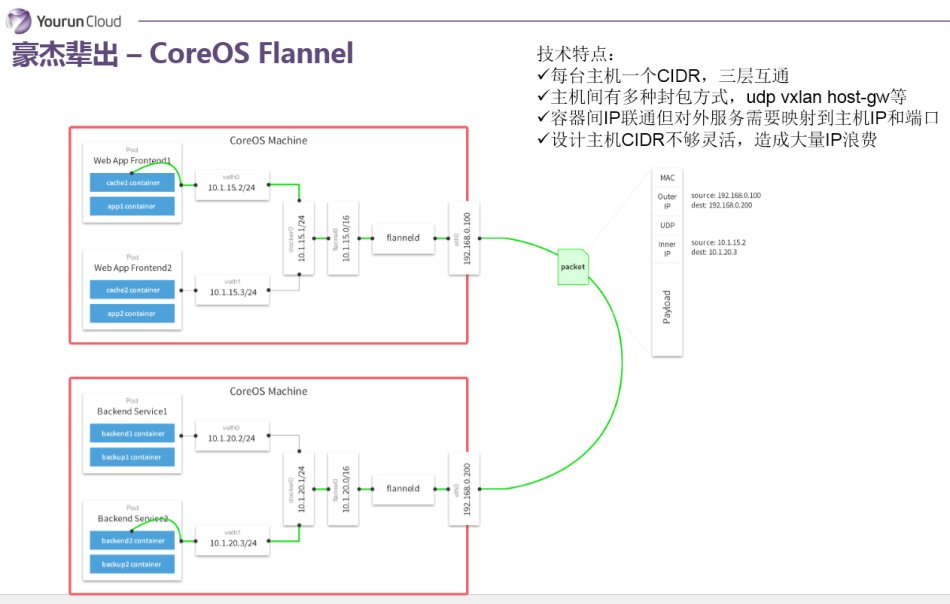 Yourun Cloud
豪杰辈出 – CoreOS Flannel
技术特点：
✓每台主机一个CIDR，三层互通
✓主机间有多种封包方式，udp vxlan host-gw等
✓容器间IP联通但对外服务需要映射到主机IP和端口
✓设计主机CIDR不够灵活，造成大量IP浪费
CoreOS Machine
Pod
Web App Frontend1
cache1 container
app1 container
veth0
10.1.15.2/24
Pod
Web App Frontend2
cache2 container
app2 container
veth1
10.1.15.3/24
docker0
10.1.15.1/24
flannel0
10.1.15.0/16
flanneld
eth0
192.168.0.100
packet
MAC
Outer
IP
source: 192.168.0.100
dest: 192.168.0.200
UDP
Inner
IP
source: 10.1.15.2
dest: 10.1.20.3
Payload
CoreOS Machine
Pod
Backend Service1
backend1 container
backup1 container
veth0
10.1.20.2/24
Pod
Backend Service2
backend2 container
backup2 container
veth1
10.1.20.3/24
docker0
10.1.20.1/24
flannel0
10.1.20.0/16
flanneld
eth0
192.168.0.200